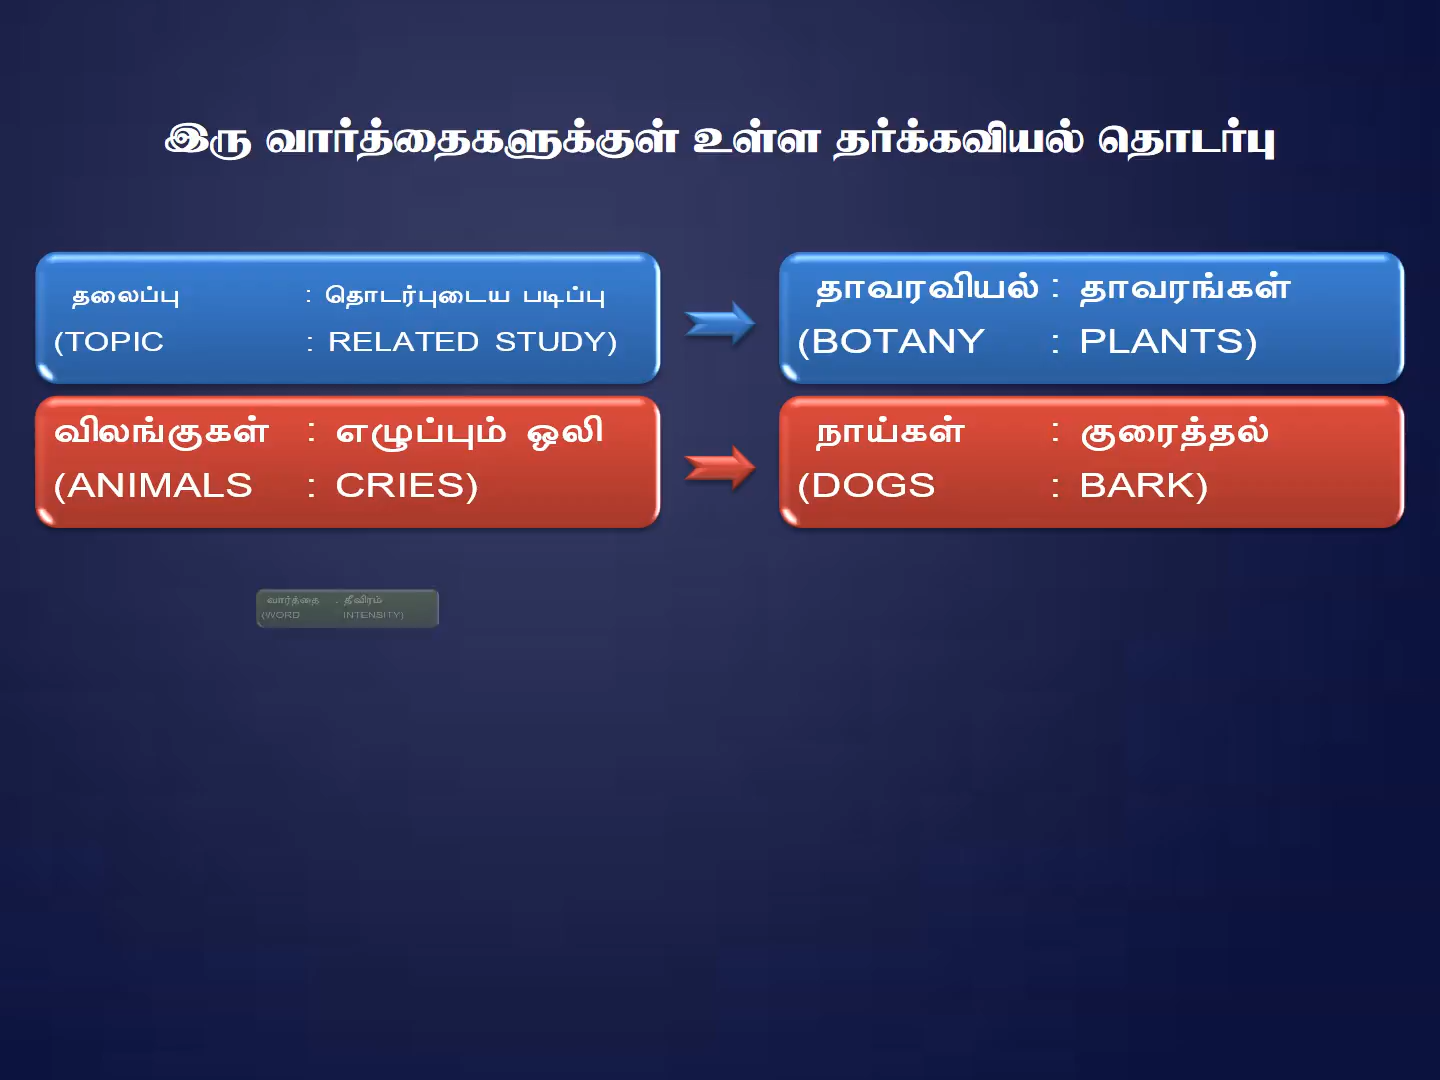 இரு வார்த்தைகளுக்குள் உள்ள தர்க்கவியல் தொடர்பு
தலைப்பு : தொடர்புடைய படிப்பு
(TOPIC : RELATED STUDY)
தாவரவியல் : தாவரங்கள்
(BOTANY : PLANTS)
விலங்குகள் : எழுப்பும் ஒலி
(ANIMALS : CRIES)
நாய்கள் : குரைத்தல்
(DOGS : BARK)
வார்த்தை : தீவிரம்
(WORD INTENSITY)